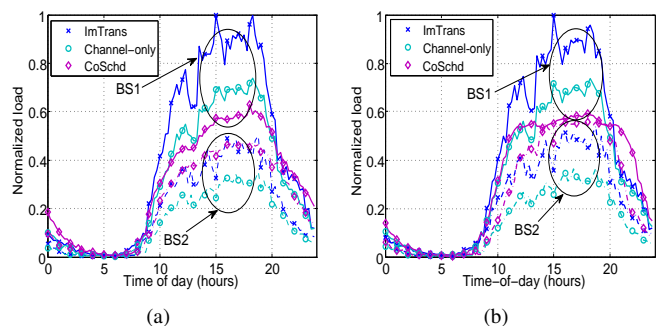 1
0.8
0.6
0.4
0.2
0
Normalized load
ImTrans
Channel-only
CoSchd
BS1
BS2
0 5 10 15 20
Time of day (hours)
(a)
1
0.8
0.6
0.4
0.2
0
Normalized load
ImTrans
Channel-only
CoSchd
BS1
BS2
0 5 10 15 20
Time-of-day (hours)
(b)